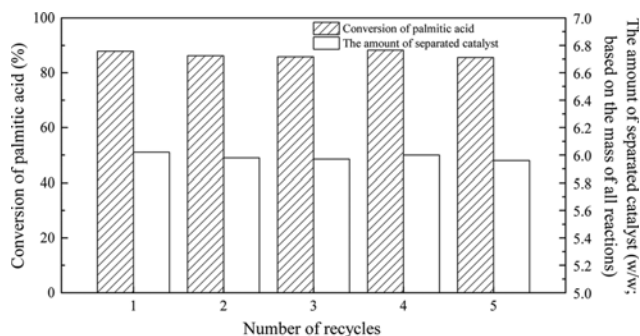 100
80
60
40
20
0
Conversion of palmitic acid (%)
Conversion of palmitic acid
The amount of separated catalyst
7.0
6.8
6.6
6.4
6.2
6.0
5.8
5.6
5.4
5.2
5.0
The amount of separated catalyst (w/w;
based on the mass of all reactions)
1 2 3 4 5
Number of recycles